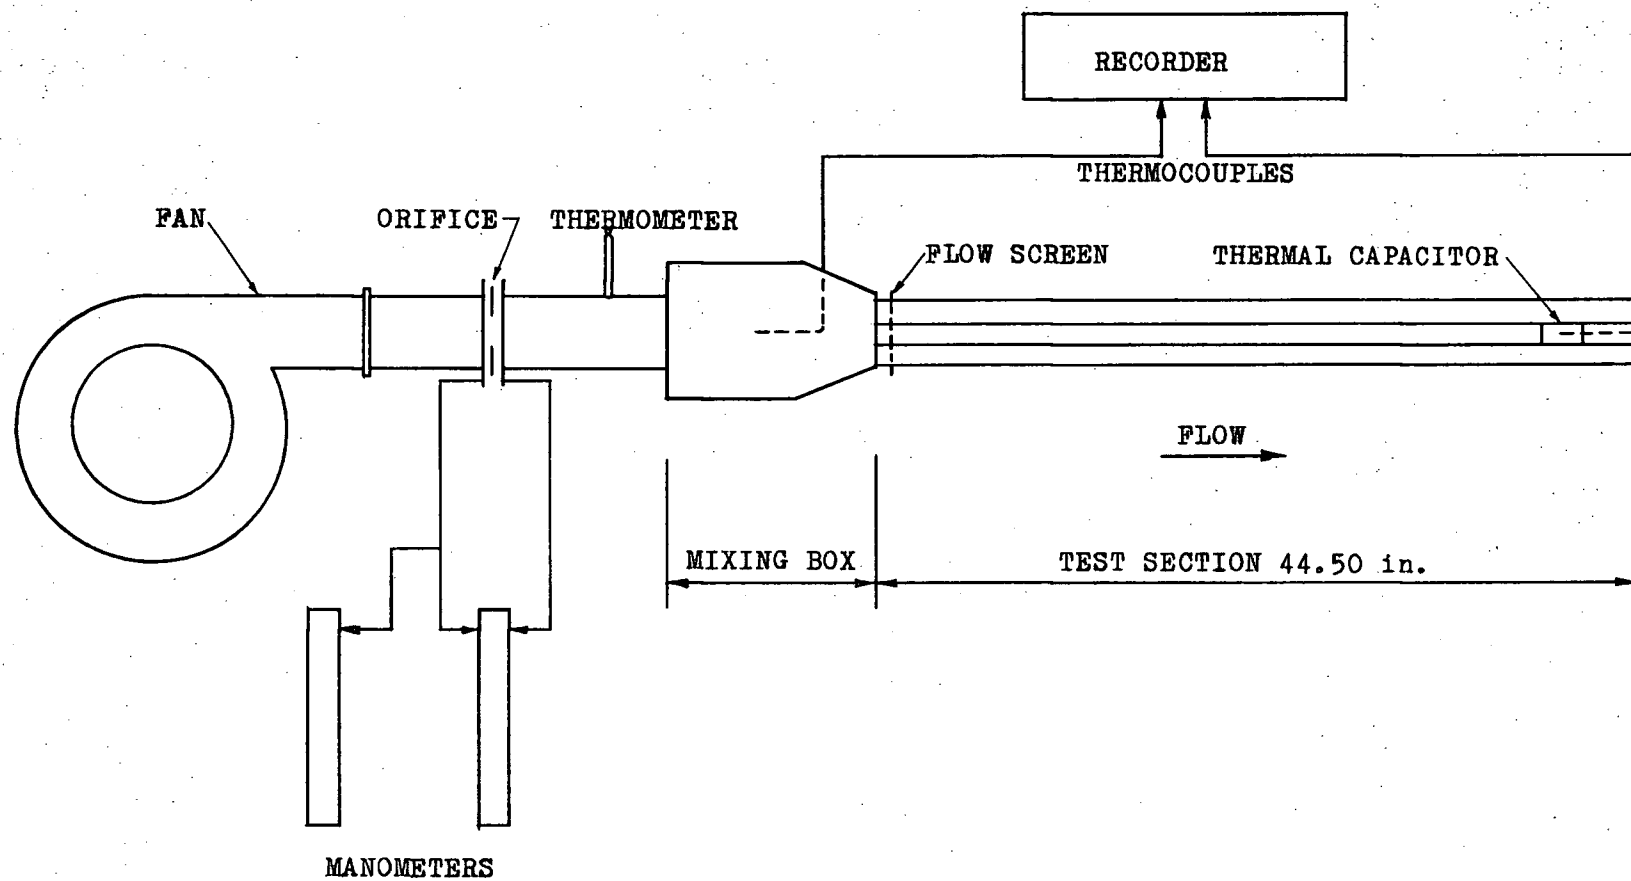 RECORDER
THERMOCOUPLES
FAN
ORIFICE
THERMOMETER
FLOW SCREEN
THERMAL CAPACITOR
FLOW
MIXING BOX
TEST SECTION 44.50 in.
MANOMETERS